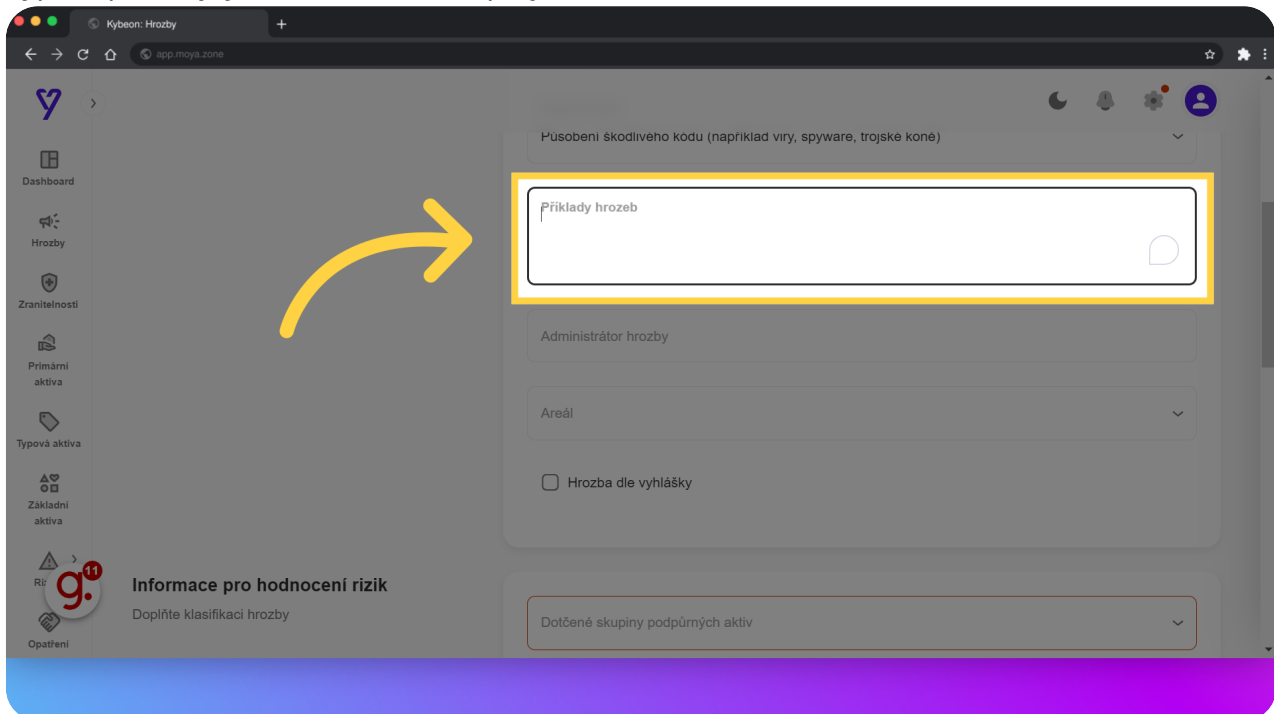 Kybeon: Hrozby
app.moya.zone
Působení škodlivého kódu (například viry, spyware, trojské koně)
Dashboard
Příklady hrozeb
Hrozby
Zranitelnosti
Administrátor hrozby
Primární
aktiva
Areál
Typová aktiva
Hrozba dle vyhlášky
Základní
aktiva
11
g.
Informace pro hodnocení rizik
Doplňte klasifikaci hrozby
Dotčené skupiny podpůrných aktiv
Opatření